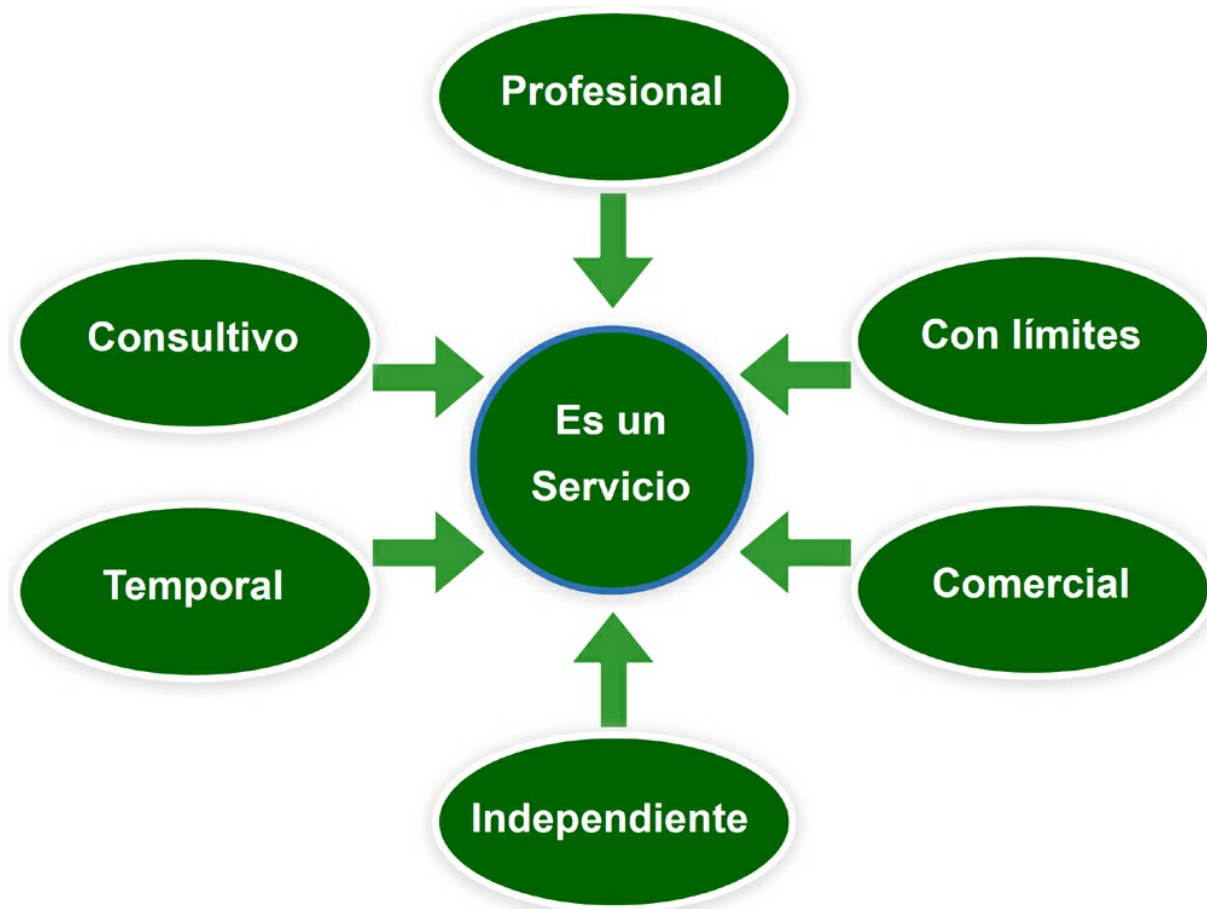 Profesional
Consultivo
Con límites
Es un
Servicio
Temporal
Comercial
Independiente